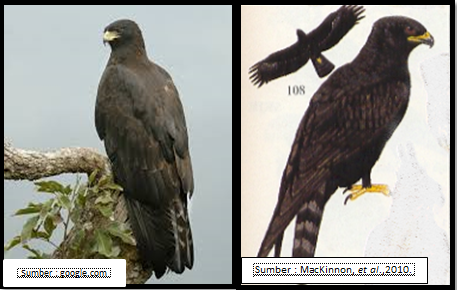 108
Sumber : google.com
Sumber : MacKinnon, et al.,2010.